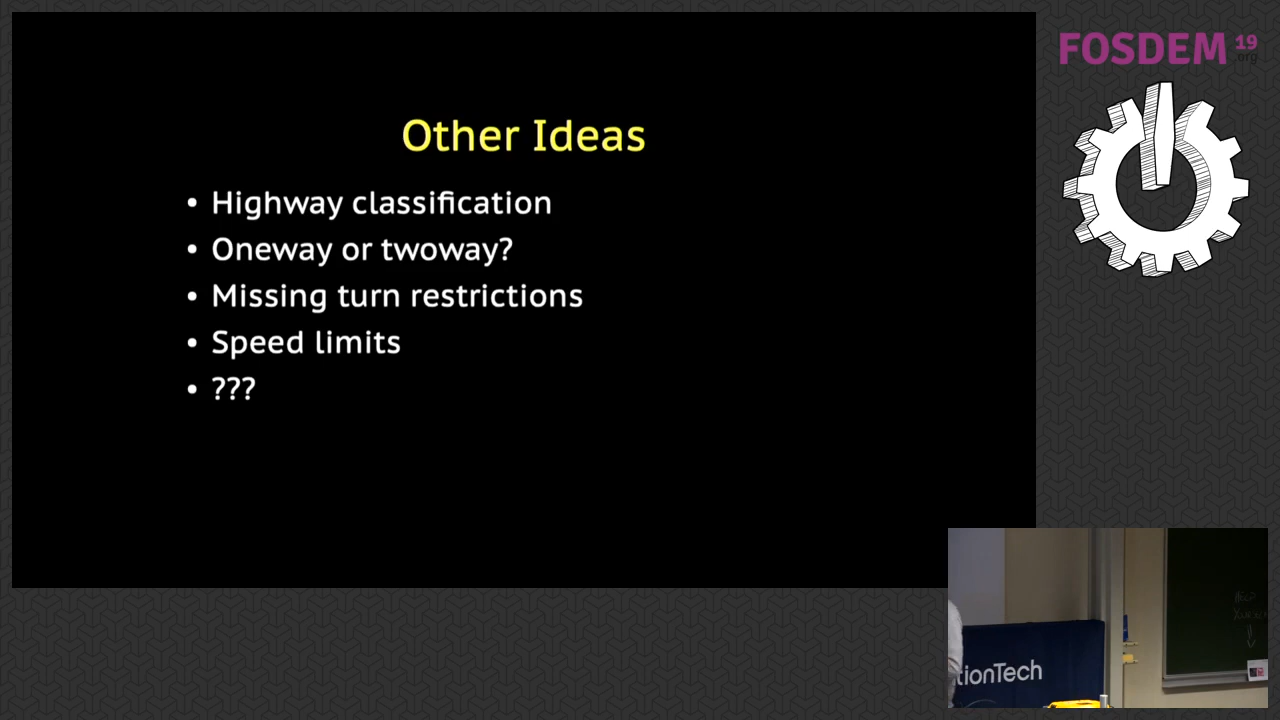 Other Ideas
• Highway classification
• Oneway or twoway?
• Missing turn restrictions
• Speed limits
• ???
FOSDEM 19
.org
tionTech